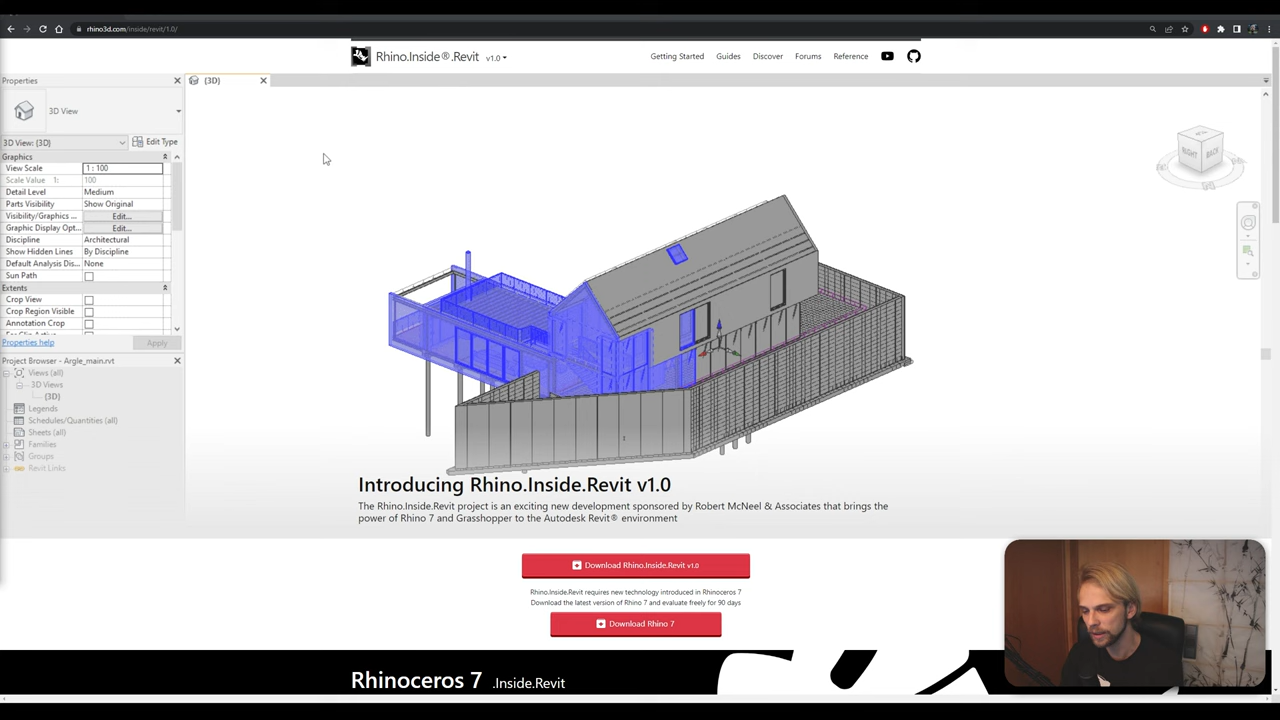 rhino3d.com/inside/revit/1.0/
Rhino.Inside®.Revit v1.0
Getting Started
Guides
Discover
Forums
Reference
Properties
{3D}
3D View
3D View: {3D}
Edit Type
Graphics
View Scale 1 : 100
Scale Value 1: 100
Detail Level Medium
Parts Visibility Show Original
Visibility/Graphics ... Edit...
Graphic Display Opt... Edit...
Discipline Architectural
Show Hidden Lines By Discipline
Default Analysis Dis... None
Sun Path
Extents
Crop View
Crop Region Visible
Annotation Crop
Properties help
Apply
Project Browser - Argle_main.rvt
Views (all)
3D Views
{3D}
Legends
Schedules/Quantities (all)
Sheets (all)
Families
Groups
Revit Links
RIGHT
BACK
Introducing Rhino.Inside.Revit v1.0
The Rhino.Inside.Revit project is an exciting new development sponsored by Robert McNeel & Associates that brings the
power of Rhino 7 and Grasshopper to the Autodesk Revit® environment
Download Rhino.Inside.Revit v1.0
Rhino.Inside.Revit requires new technology introduced in Rhinoceros 7
Download the latest version of Rhino 7 and evaluate freely for 90 days
Download Rhino 7
Rhinoceros 7 .Inside.Revit